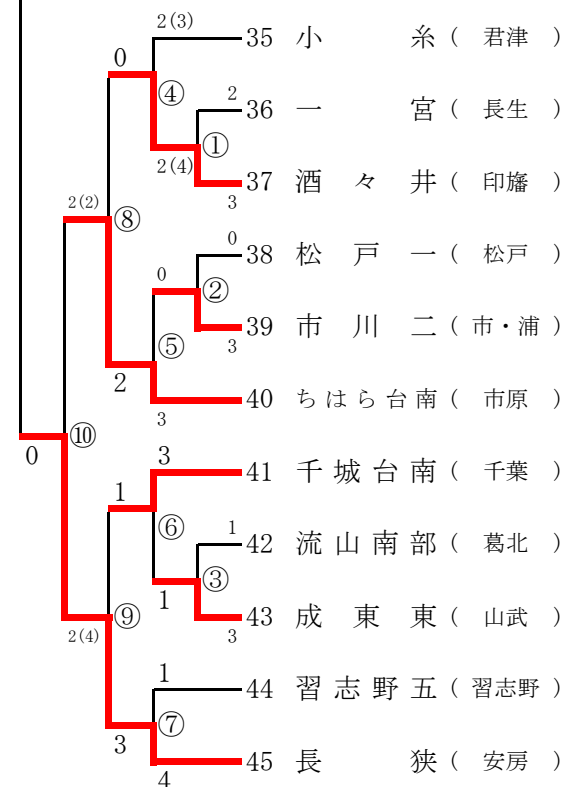 2(3)
35 小 糸 ( 君津 )
0
④
2
36 一 宮 ( 長生 )
①
2(4)
37 酒 々 井 ( 印旛 )
3
2(2)
⑧
0
38 松 戸 一 ( 松戸 )
0
②
39 市 川 二 ( 市・浦 )
3
⑤
2
40 ちはら台南 ( 市原 )
3
⑩
0
3
41 千城台南 ( 千葉 )
1
⑥
1
42 流山南部 ( 葛北 )
③
1
43 成 東 東 ( 山武 )
3
⑨
2(4)
1
44 習志野五 ( 習志野 )
⑦
3
45 長 狭 ( 安房 )
4